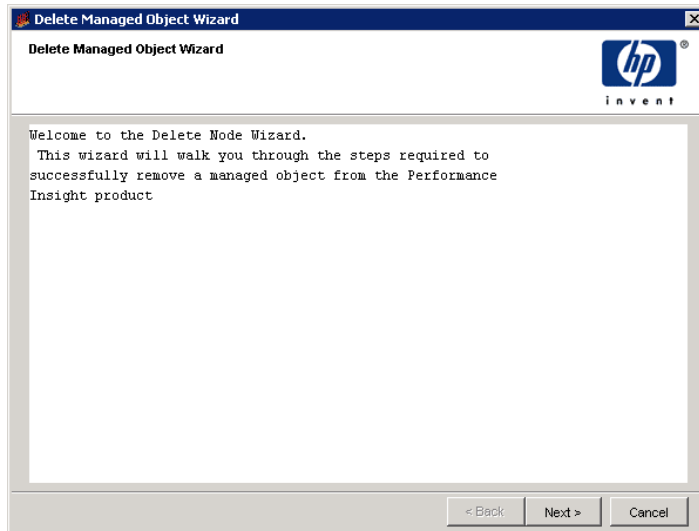 Delete Managed Object Wizard
Delete Managed Object Wizard
hp
®
invent
Welcome to the Delete Node Wizard.
This wizard will walk you through the steps required to
successfully remove a managed object from the Performance
Insight product
< Back Next > Cancel